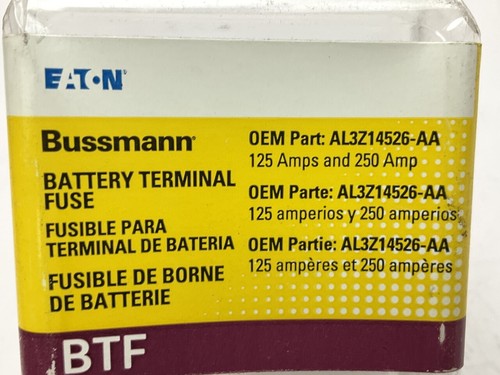 EATON
Bussmann
BATTERY TERMINAL
FUSE
FUSIBLE PARA
TERMINAL DE BATERIA
FUSIBLE DE BORNE
DE BATTERIE
OEM Part: AL3Z14526-AA
125 Amps and 250 Amp
OEM Parte: AL3Z14526-AA
125 amperios y 250 amperios
OEM Partie: AL3Z14526-AA
125 ampères et 250 ampères
BTF